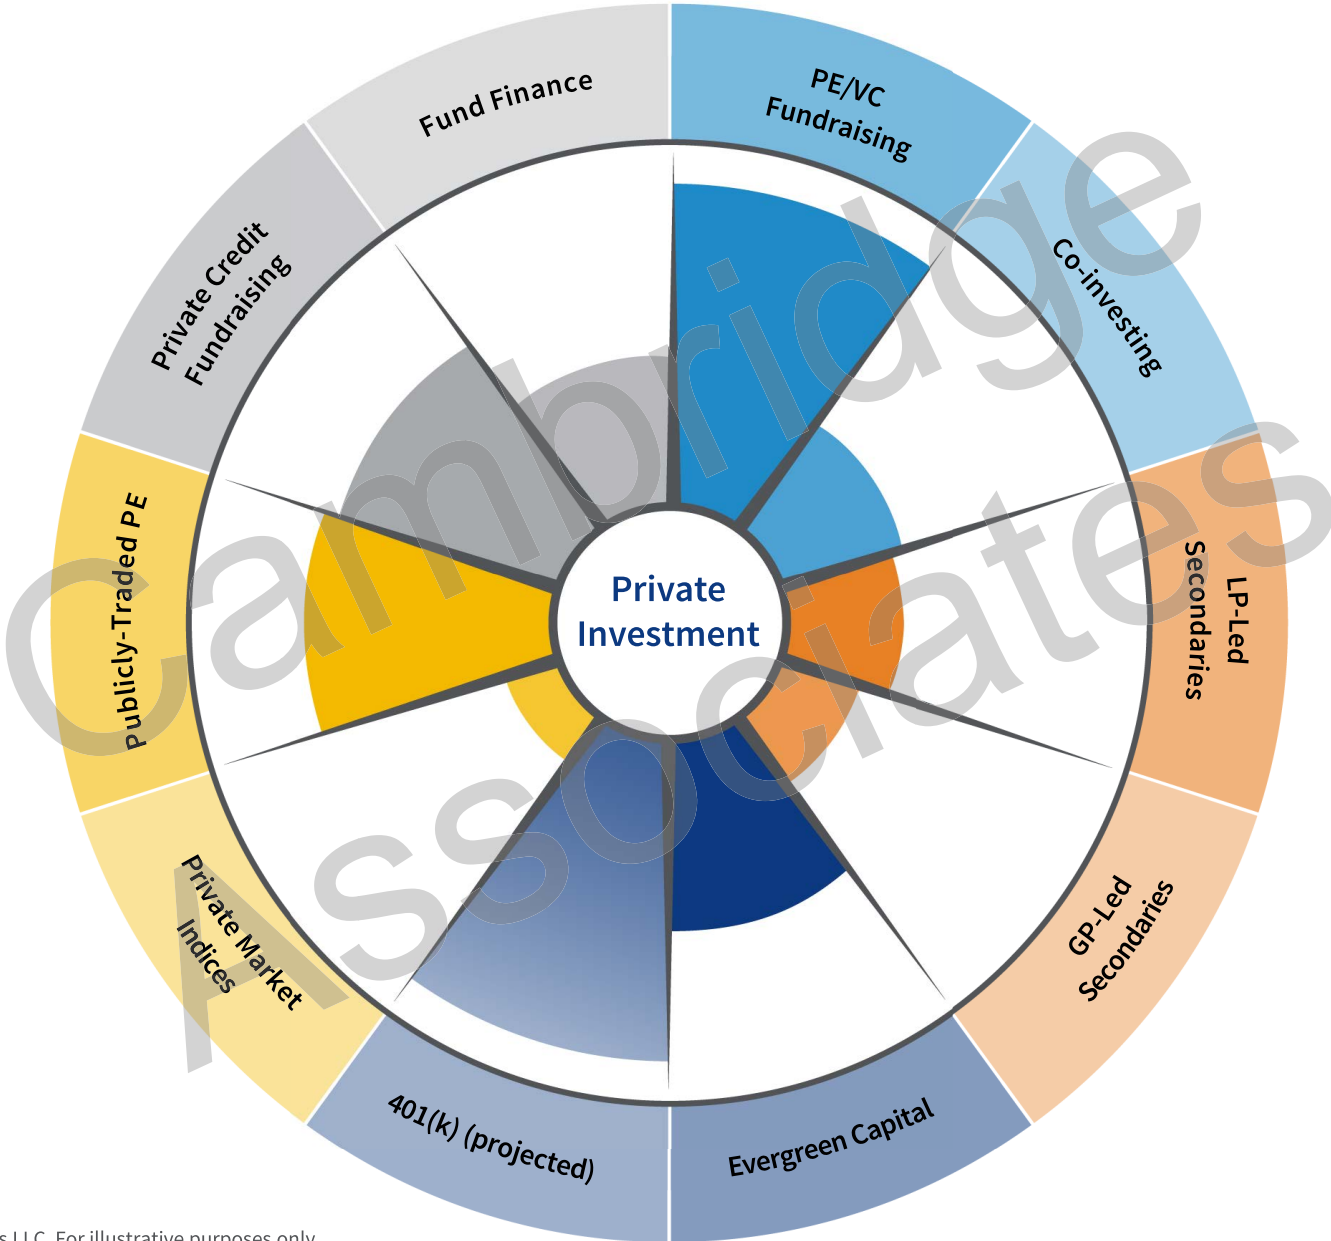 Fund Finance
PE/VC
Fundraising
Co-investing
LP-Led
Secondaries
GP-Led
Secondaries
Evergreen Capital
401(k) (projected)
Private Market
Indices
Publicly-Traded PE
Private Credit
Fundraising
Private
Investment
Cambridge
Associates
s LLC. For illustrative purposes only